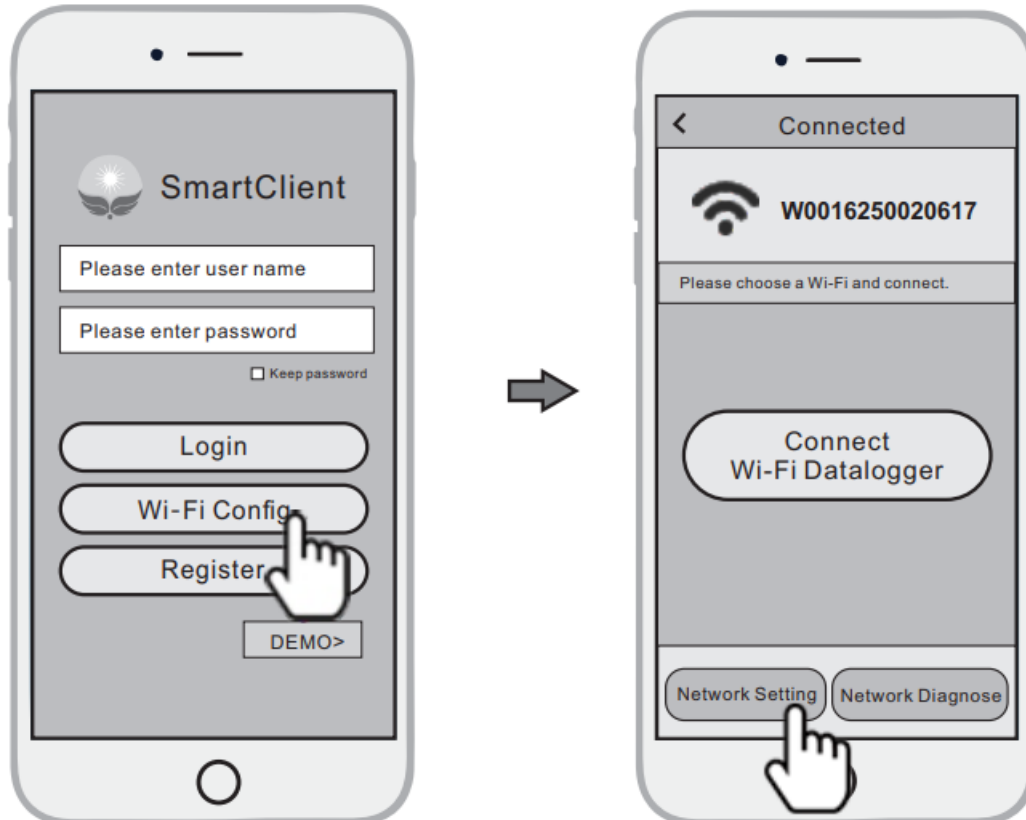 SmartClient
Please enter user name
Please enter password
Keep password
Login
Wi-Fi Config
Register
DEMO>
Connected
W0016250020617
Please choose a Wi-Fi and connect.
Connect
Wi-Fi Datalogger
Network Setting
Network Diagnose